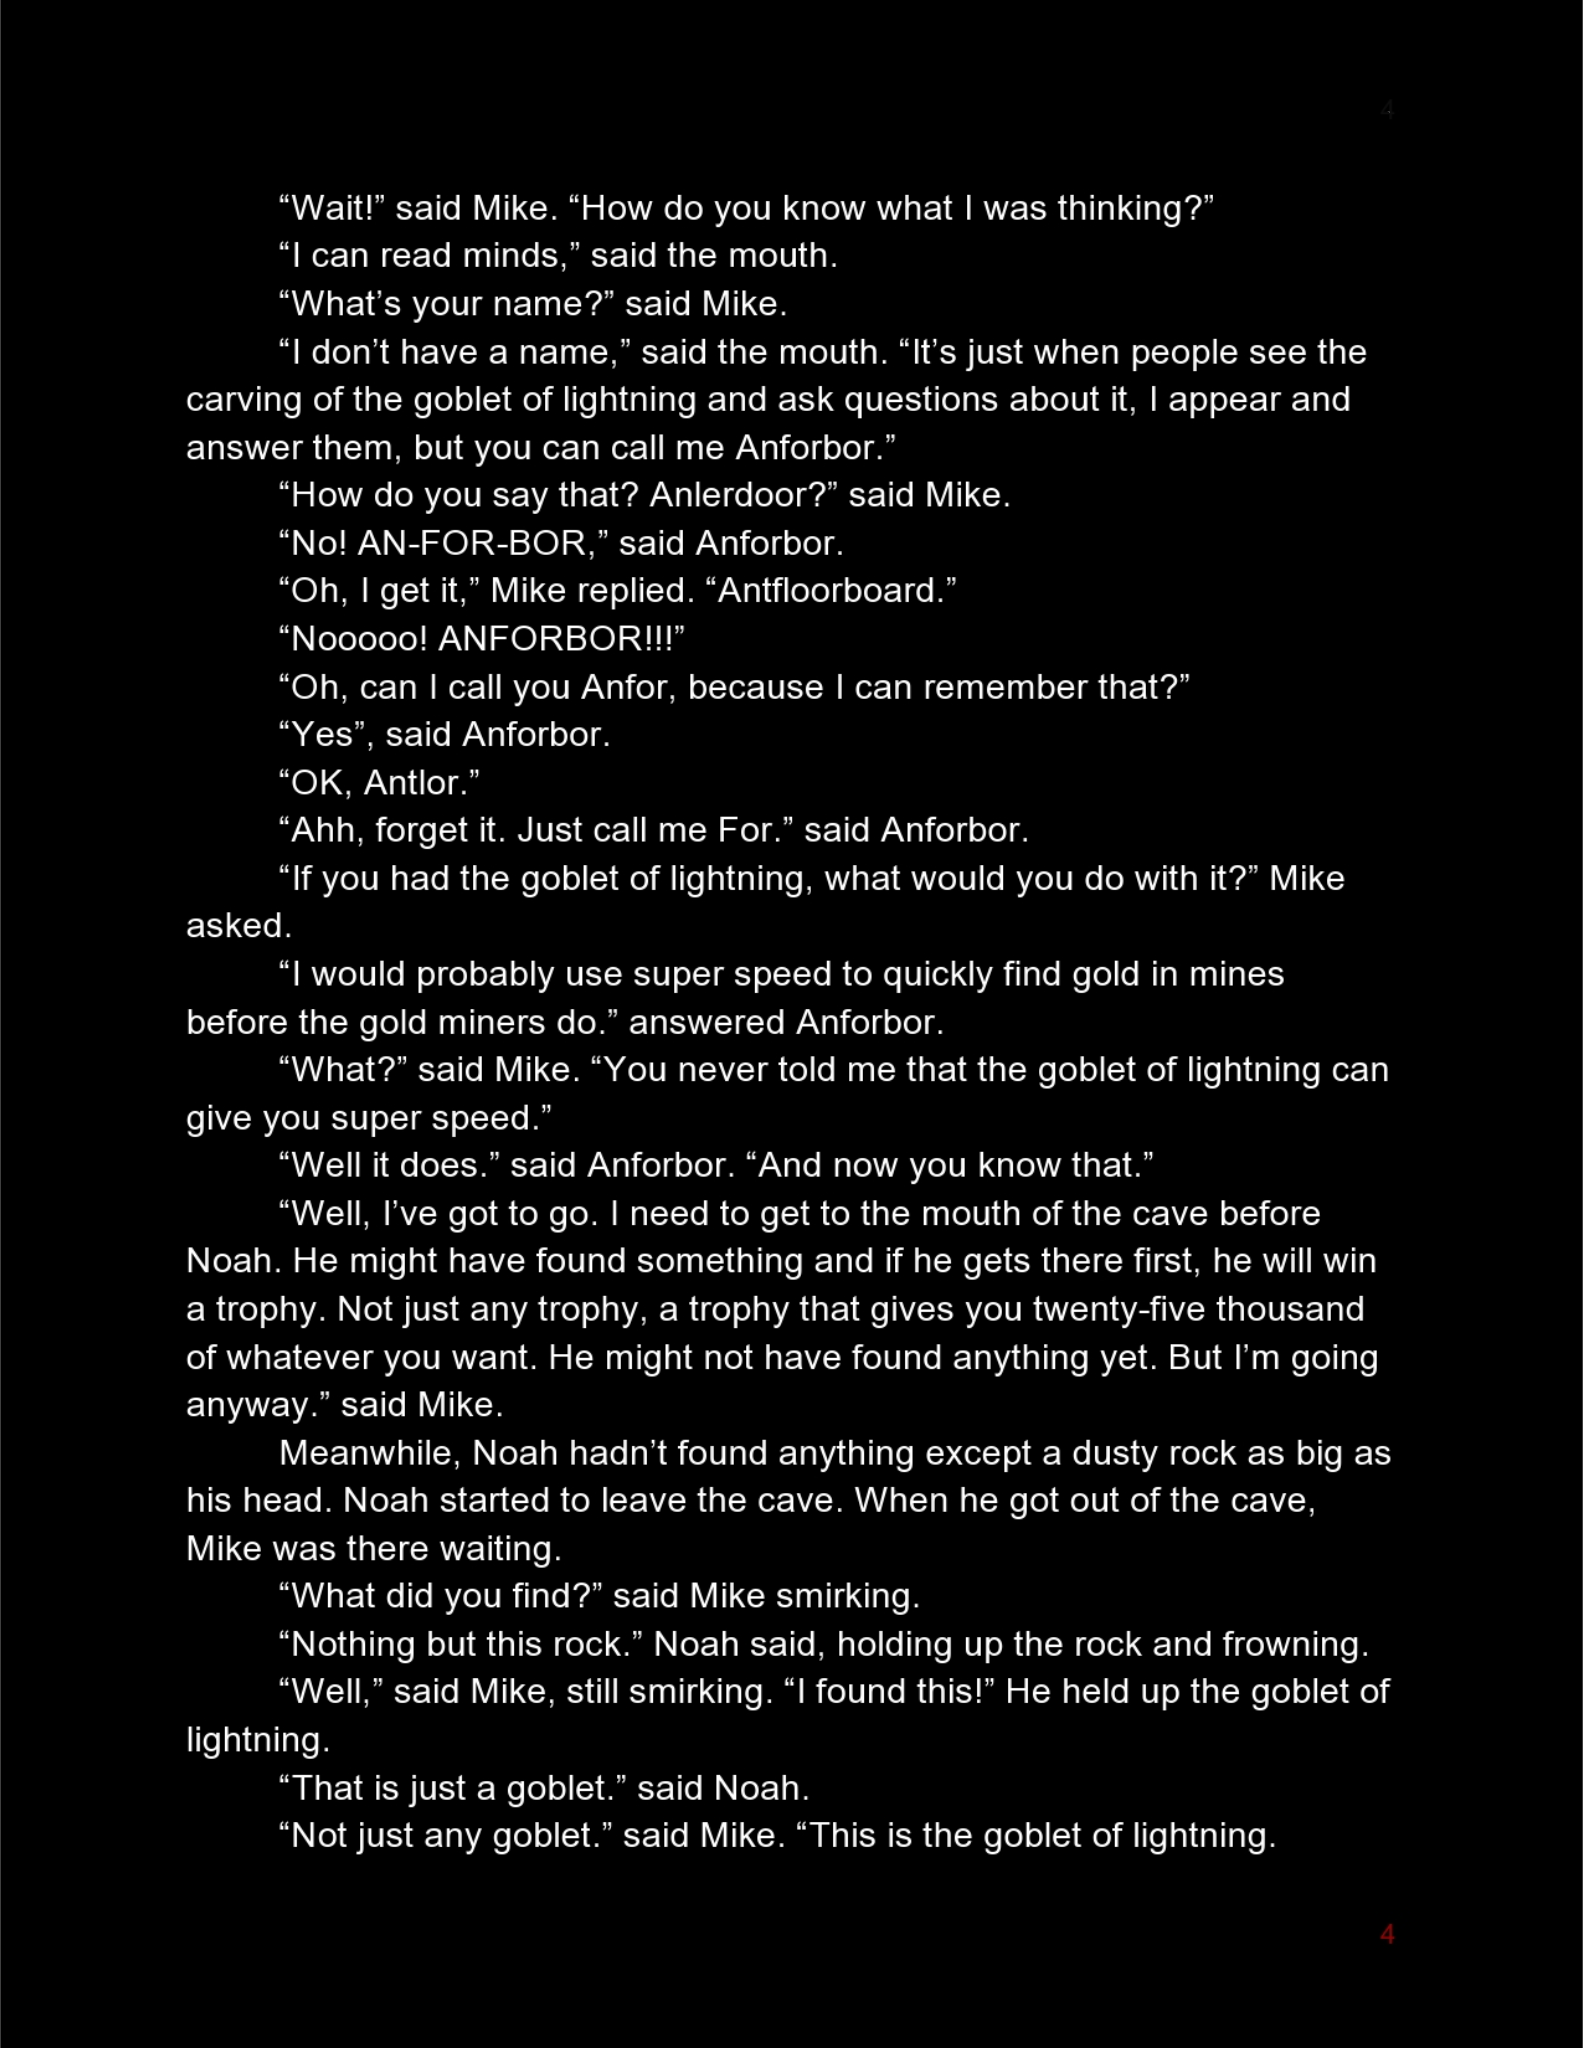 4
“Wait!” said Mike. “How do you know what I was thinking?”
“I can read minds,” said the mouth.
“What’s your name?” said Mike.
“I don’t have a name,” said the mouth. “It’s just when people see the
carving of the goblet of lightning and ask questions about it, I appear and
answer them, but you can call me Anforbor.”
“How do you say that? Anlerdoor?” said Mike.
“No! AN-FOR-BOR,” said Anforbor.
“Oh, I get it,” Mike replied. “Antfloorboard.”
“Nooooo! ANFORBOR!!!”
“Oh, can I call you Anfor, because I can remember that?”
“Yes”, said Anforbor.
“OK, Antlor.”
“Ahh, forget it. Just call me For.” said Anforbor.
“If you had the goblet of lightning, what would you do with it?” Mike
asked.
“I would probably use super speed to quickly find gold in mines
before the gold miners do.” answered Anforbor.
“What?” said Mike. “You never told me that the goblet of lightning can
give you super speed.”
“Well it does.” said Anforbor. “And now you know that.”
“Well, I’ve got to go. I need to get to the mouth of the cave before
Noah. He might have found something and if he gets there first, he will win
a trophy. Not just any trophy, a trophy that gives you twenty-five thousand
of whatever you want. He might not have found anything yet. But I’m going
anyway.” said Mike.
Meanwhile, Noah hadn’t found anything except a dusty rock as big as
his head. Noah started to leave the cave. When he got out of the cave,
Mike was there waiting.
“What did you find?” said Mike smirking.
“Nothing but this rock.” Noah said, holding up the rock and frowning.
“Well,” said Mike, still smirking. “I found this!” He held up the goblet of
lightning.
“That is just a goblet.” said Noah.
“Not just any goblet.” said Mike. “This is the goblet of lightning.
4